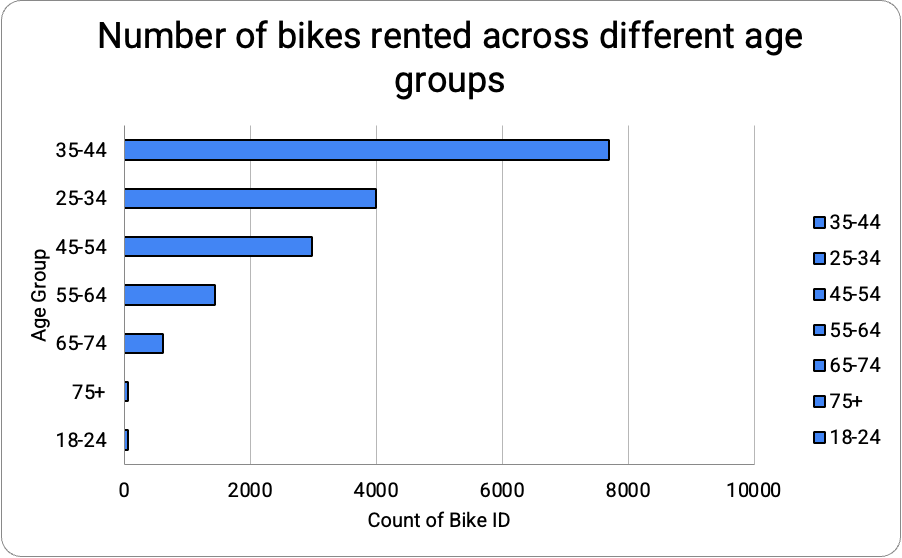 Number of bikes rented across different age
groups
Age Group
35-44
25-34
45-54
55-64
65-74
75+
18-24
0 2000 4000 6000 8000 10000
Count of Bike ID
35-44
25-34
45-54
55-64
65-74
75+
18-24